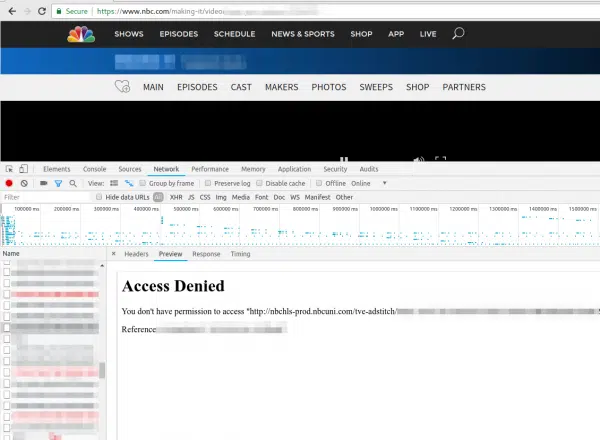 Secure https://www.nbc.com/making-it/video
SHOWS EPISODES SCHEDULE NEWS & SPORTS SHOP APP LIVE
MAIN EPISODES CAST MAKERS PHOTOS SWEEPS SHOP PARTNERS
Elements Console Sources Network Performance Memory Application Security Audits
View: Group by frame Preserve log Disable cache Offline Online
Filter Hide data URLs All XHR JS CSS Img Media Font Doc WS Manifest Other
100000 ms 200000 ms 300000 ms 400000 ms 500000 ms 600000 ms 700000 ms 800000 ms 900000 ms 1000000 ms 1100000 ms 1200000 ms 1300000 ms 1400000 ms 1500000 ms
Name × Headers Preview Response Timing
Access Denied
You don't have permission to access "http://nbchls-prod.nbcuni.com/tve-adstitch/
Reference